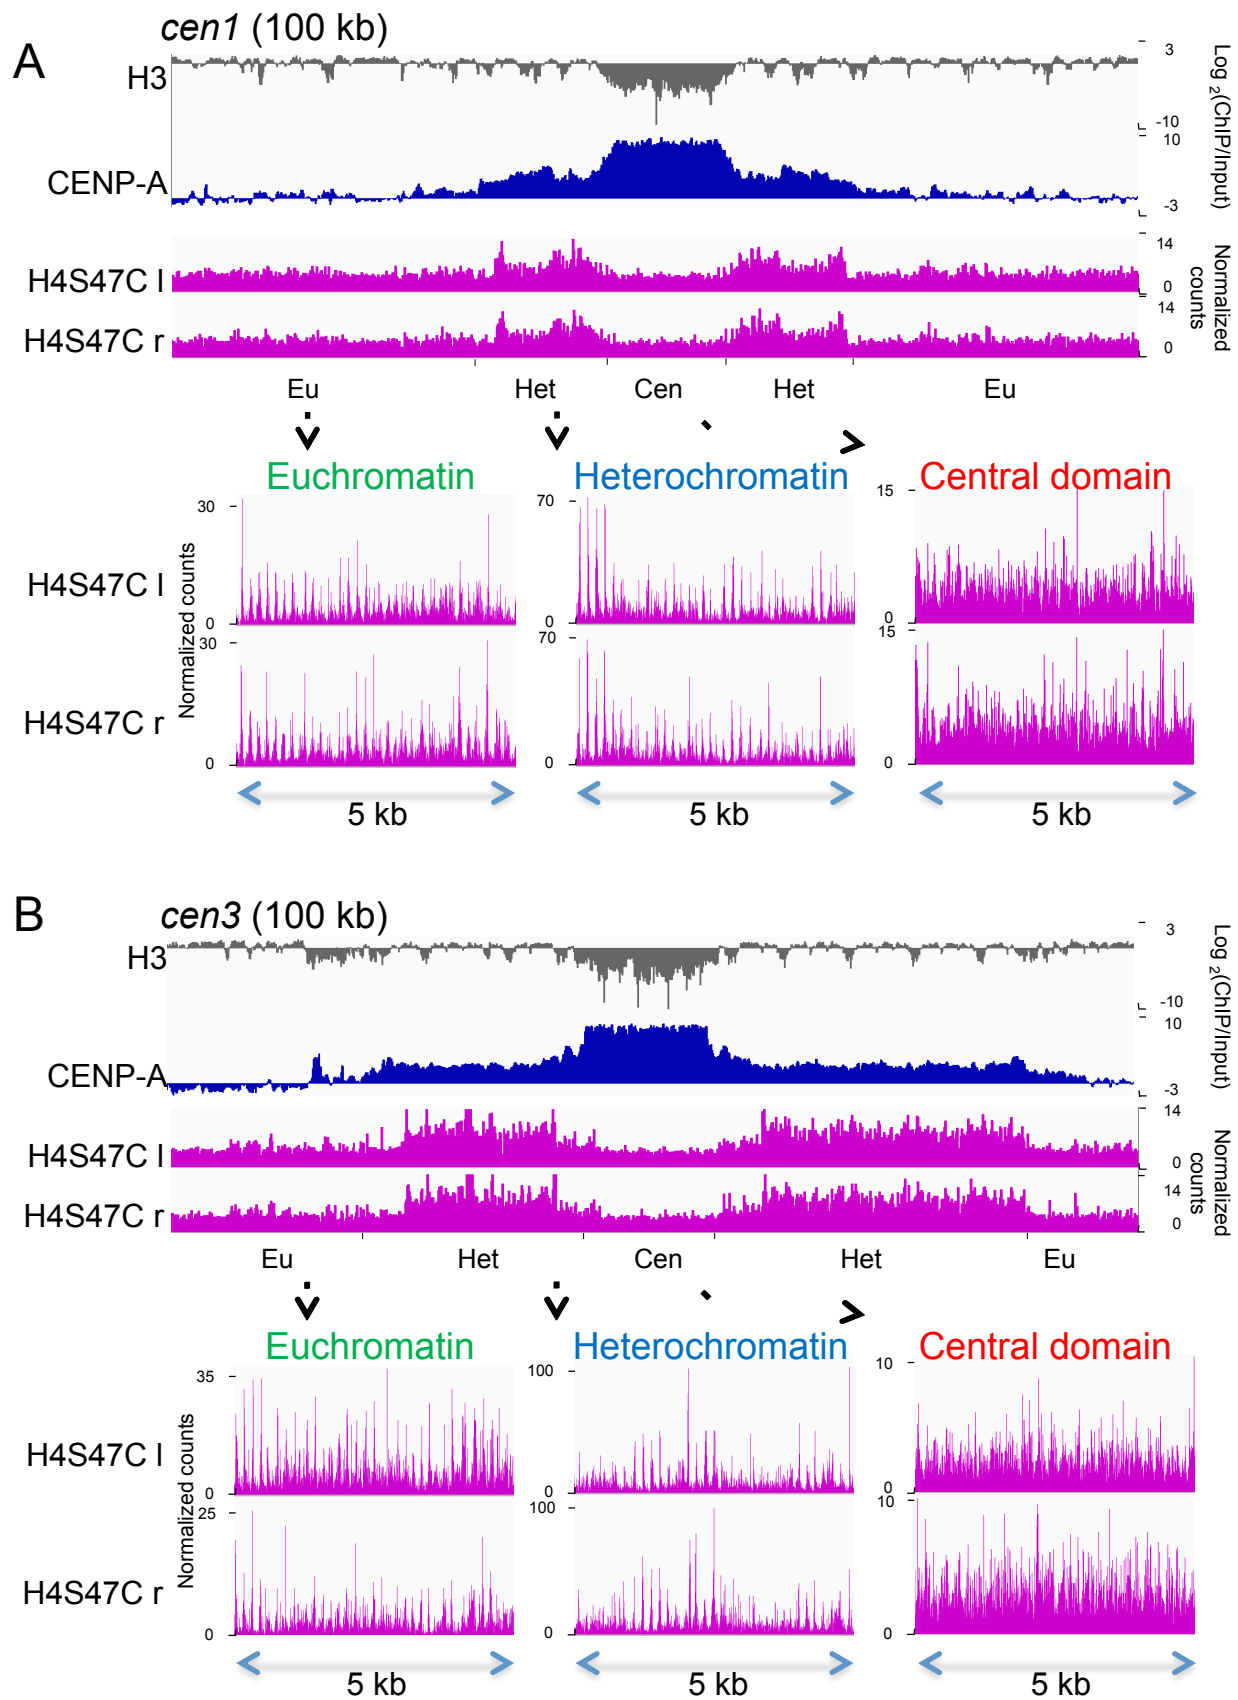 A
cen1 (100 kb)
H3
3
-10
Log 2(ChIP/Input)
CENP-A
10
-3
H4S47C l
14
0
Normalized
counts
H4S47C r
14
0
Eu
Het
Cen
Het
Eu
Euchromatin
Heterochromatin
Central domain
H4S47C l
Normalized counts
30
0
70
0
15
0
H4S47C r
30
0
70
0
15
0
5 kb
5 kb
5 kb
B
cen3 (100 kb)
H3
3
-10
Log 2(ChIP/Input)
CENP-A
10
-3
H4S47C l
14
0
Normalized
counts
H4S47C r
14
0
Eu
Het
Cen
Het
Eu
Euchromatin
Heterochromatin
Central domain
H4S47C l
Normalized counts
35
0
100
0
10
0
H4S47C r
25
0
100
0
10
0
5 kb
5 kb
5 kb